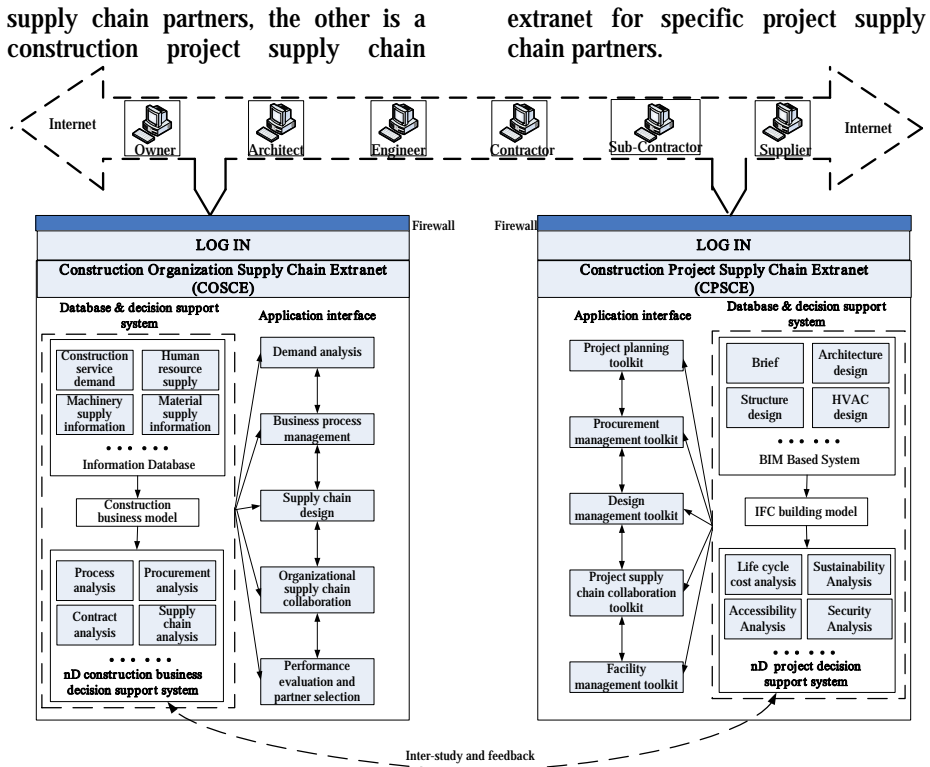 supply chain partners, the other is a
construction project supply chain
extranet for specific project supply
chain partners.
Internet
Owner
Architect
Engineer
Contractor
Sub-Contractor
Supplier
Internet
Firewall
LOG IN
Construction Organization Supply Chain Extranet
(COSCE)
Database & decision support
system
Construction
service
demand
Human
resource
supply
Machinery
supply
information
Material
supply
information
Information Database
Construction
business model
Process
analysis
Procurement
analysis
Contract
analysis
Supply
chain
analysis
nD construction business
decision support system
Application interface
Demand analysis
Business process
management
Supply chain
design
Organizational
supply chain
collaboration
Performance
evaluation and
partner selection
Firewall
LOG IN
Construction Project Supply Chain Extranet
(CPSCE)
Application interface
Project planning
toolkit
Procurement
management toolkit
Design
management toolkit
Project supply
chain collaboration
toolkit
Facility
management toolkit
Database & decision support
system
Brief
Architecture
design
Structure
design
HVAC
design
BIM Based System
IFC building model
Life cycle
cost analysis
Sustainability
Analysis
Accessibility
Analysis
Security
Analysis
nD project decision
support system
Inter-study and feedback